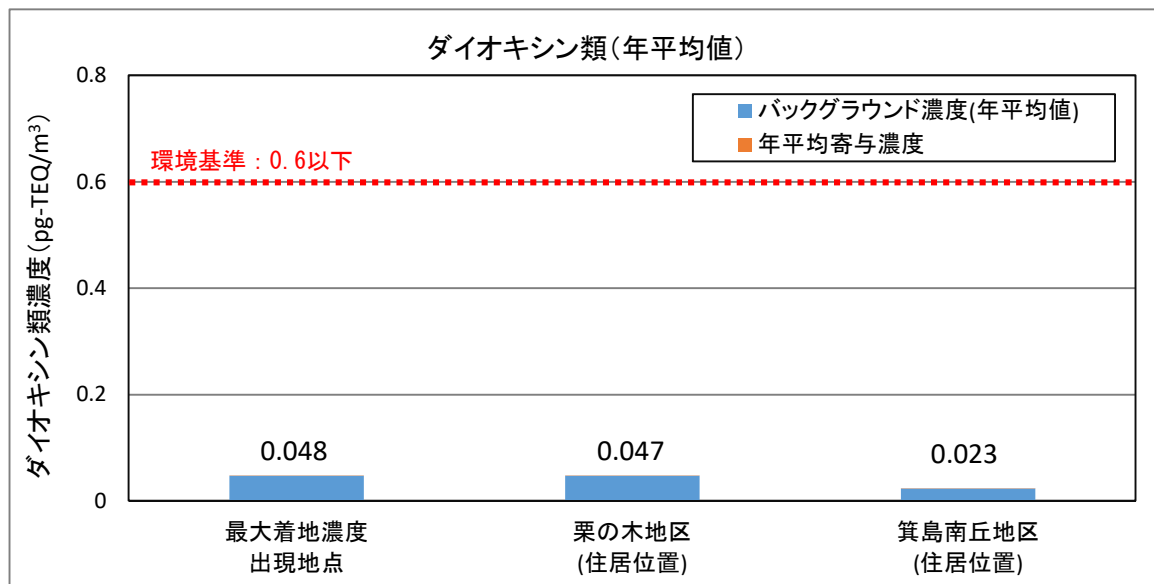 ダイオキシン類(年平均値)
0.8
バックグラウンド濃度(年平均値)
年平均寄与濃度
環境基準:0.6以下
0.6
ダイオキシン類濃度(pg-TEQ/m³)
0.4
0.2
0.048
0.047
0.023
0
最大着地濃度
出現地点
栗の木地区
(住居位置)
箕島南丘地区
(住居位置)